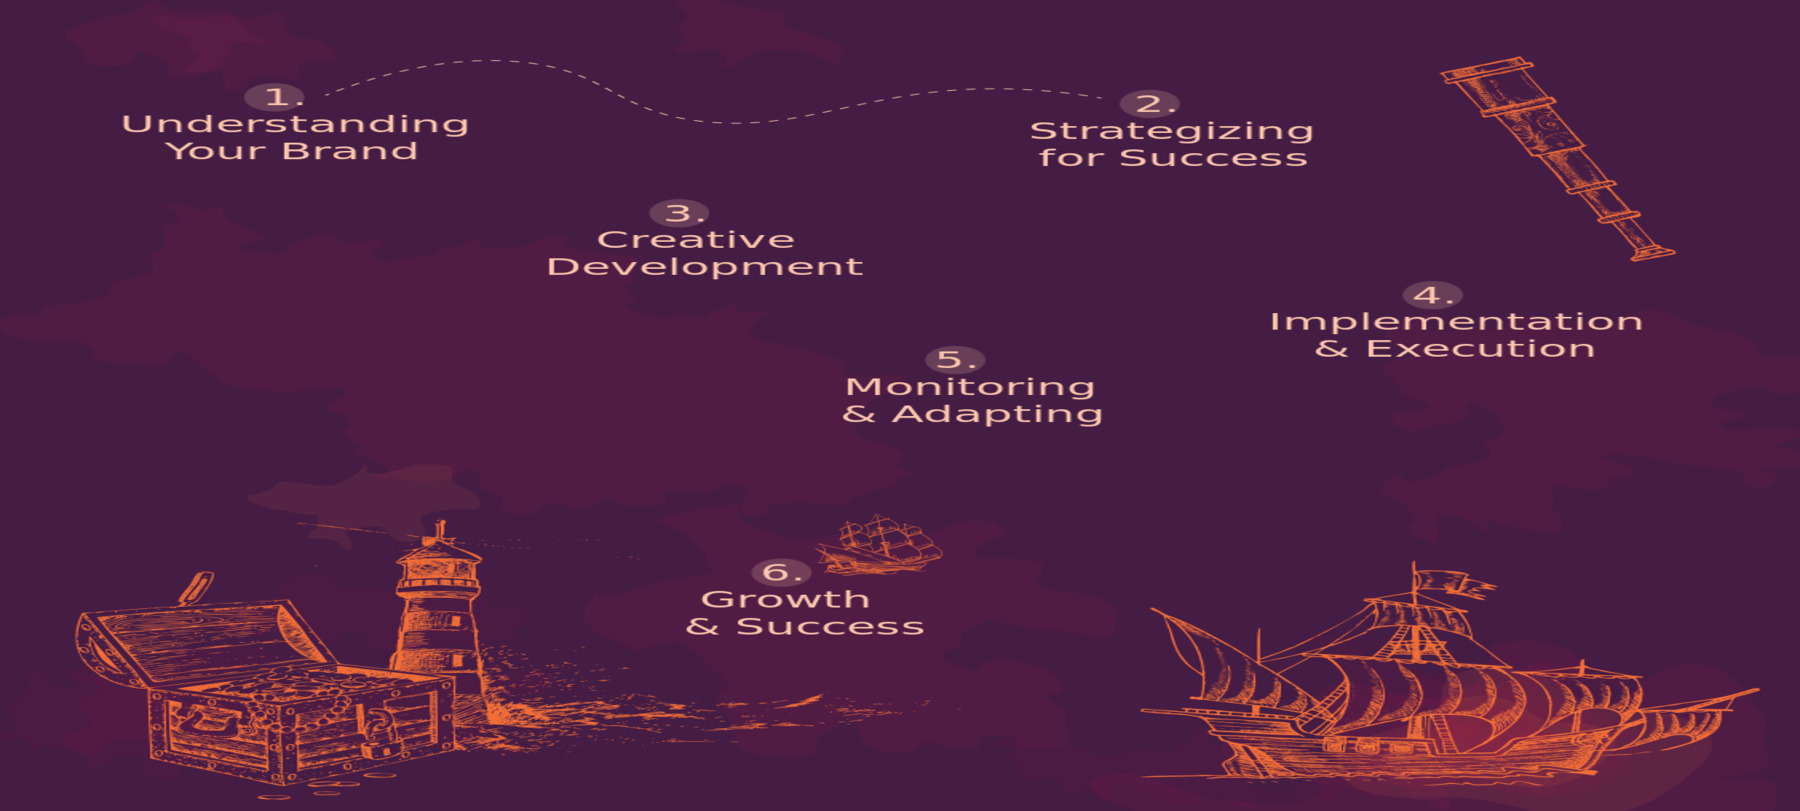 1.
Understanding
Your Brand
2.
Strategizing
for Success
3.
Creative
Development
4.
Implementation
& Execution
5.
Monitoring
& Adapting
6.
Growth
& Success